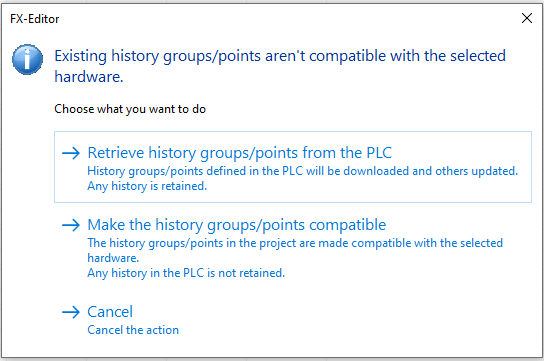 FX-Editor
Existing history groups/points aren't compatible with the selected
hardware.
Choose what you want to do
Retrieve history groups/points from the PLC
History groups/points defined in the PLC will be downloaded and others updated.
Any history is retained.
Make the history groups/points compatible
The history groups/points in the project are made compatible with the selected
hardware.
Any history in the PLC is not retained.
Cancel
Cancel the action